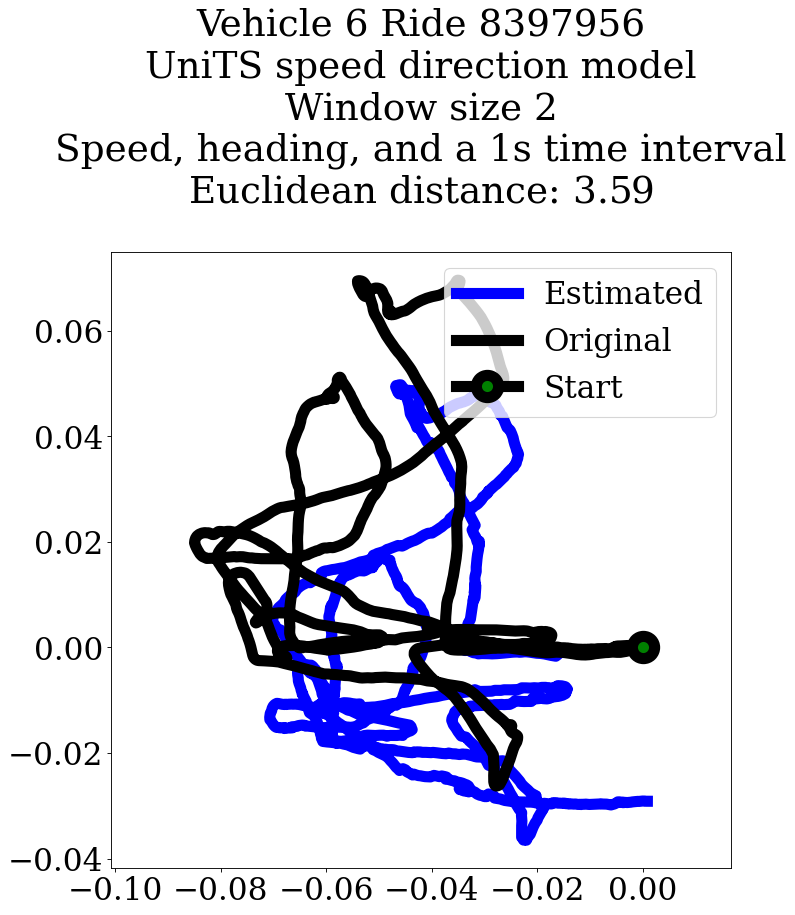 Vehicle 6 Ride 8397956
UniTS speed direction model
Window size 2
Speed, heading, and a 1s time interval
Euclidean distance: 3.59
Estimated
Original
Start
0.06
0.04
0.02
0.00
−0.02
−0.04
−0.10 −0.08 −0.06 −0.04 −0.02 0.00